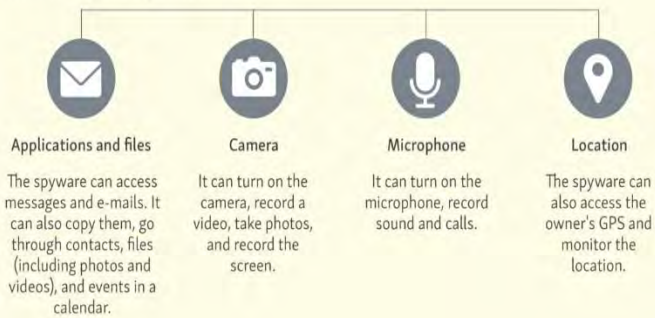 Applications and files
The spyware can access
messages and e-mails. It
can also copy them, go
through contacts, files
(including photos and
videos), and events in a
calendar.
Camera
It can turn on the
camera, record a
video, take photos,
and record the
screen.
Microphone
It can turn on the
microphone, record
sound and calls.
Location
The spyware can
also access the
owner's GPS and
monitor the
location.